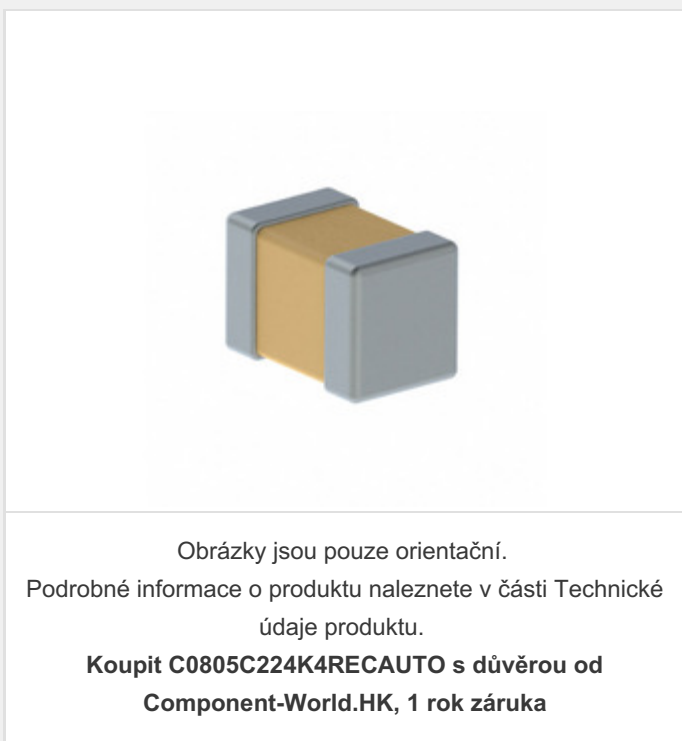 Obrázky jsou pouze orientační.
Podrobné informace o produktu naleznete v části Technické
údaje produktu.
Koupit C0805C224K4RECAUTO s důvěrou od
Component-World.HK, 1 rok záruka